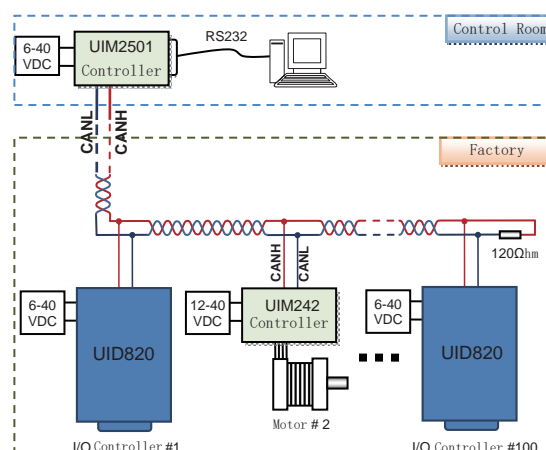 Control Room
6-40
VDC
UIM2501
Controller
RS232
CANL
CANH
Factory
120Ωhm
CANH
CANL
6-40
VDC
UID820
12-40
VDC
UIM242
Controller
6-40
VDC
UID820
Motor # 2
I/O Controller #1
I/O Controller #100